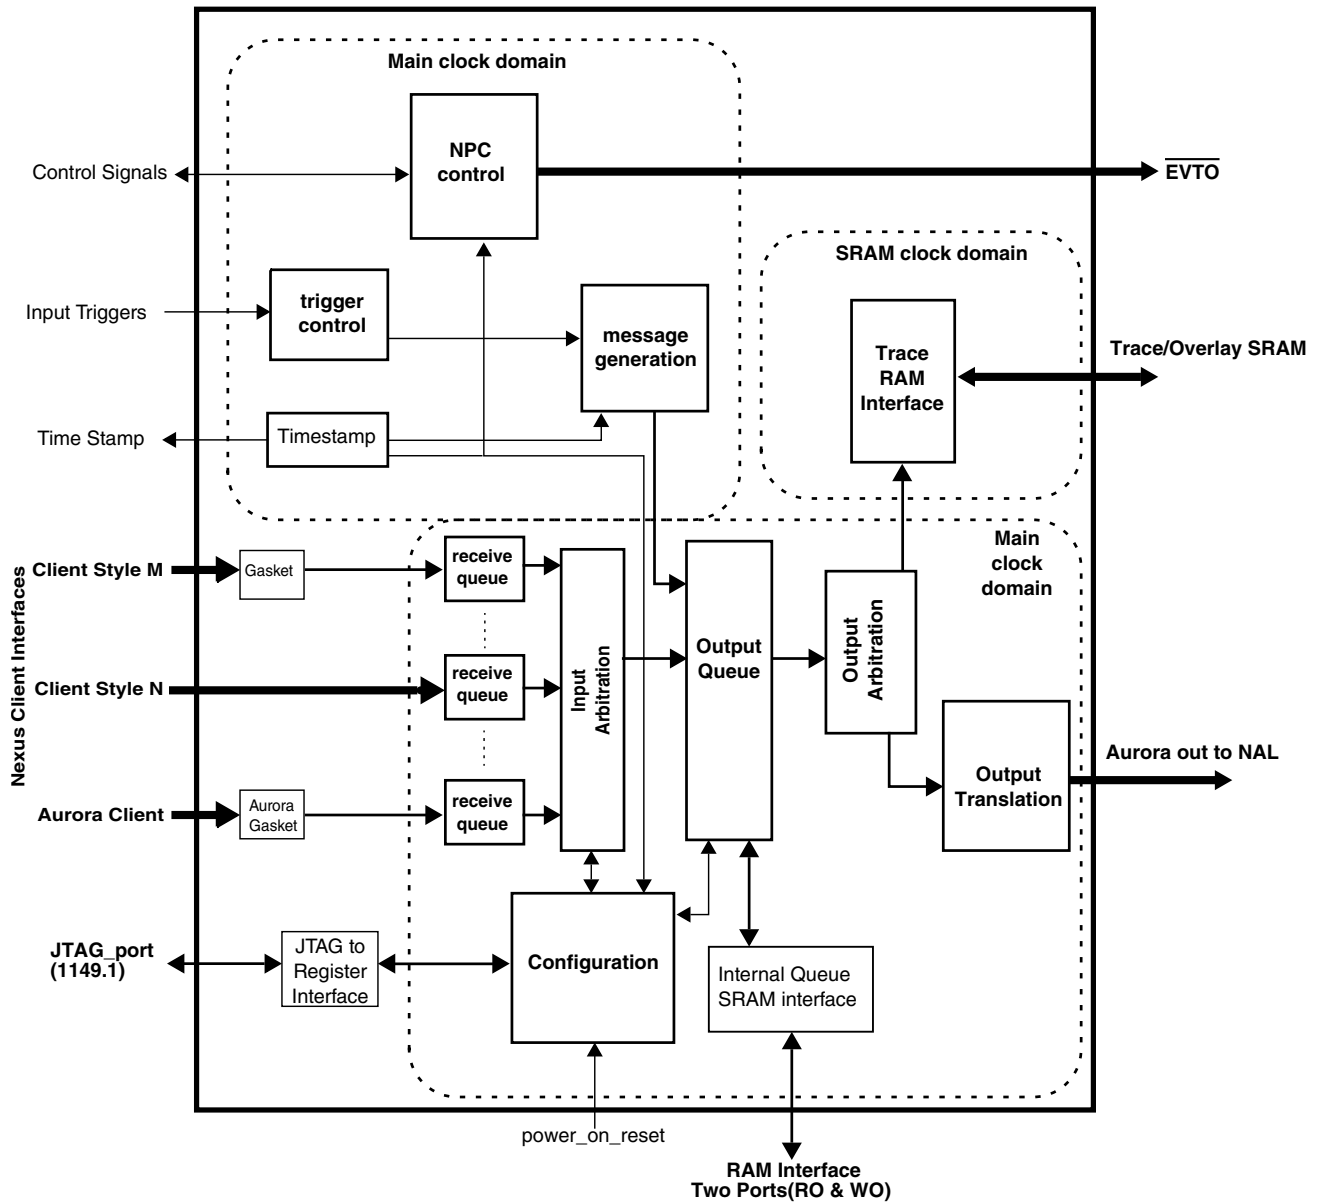 Main clock domain
NPC
control
Control Signals
EVTO
SRAM clock domain
trigger
control
Input Triggers
message
generation
Trace
RAM
Interface
Trace/Overlay SRAM
Time Stamp
Timestamp
Main
clock
domain
Nexus Client Interfaces
Client Style M
Gasket
receive
queue
Client Style N
receive
queue
Input
Arbitration
Output
Queue
Output
Arbitration
Output
Translation
Aurora out to NAL
Aurora Client
Aurora
Gasket
receive
queue
JTAG_port
(1149.1)
JTAG to
Register
Interface
Configuration
Internal Queue
SRAM interface
power_on_reset
RAM Interface
Two Ports(RO & WO)